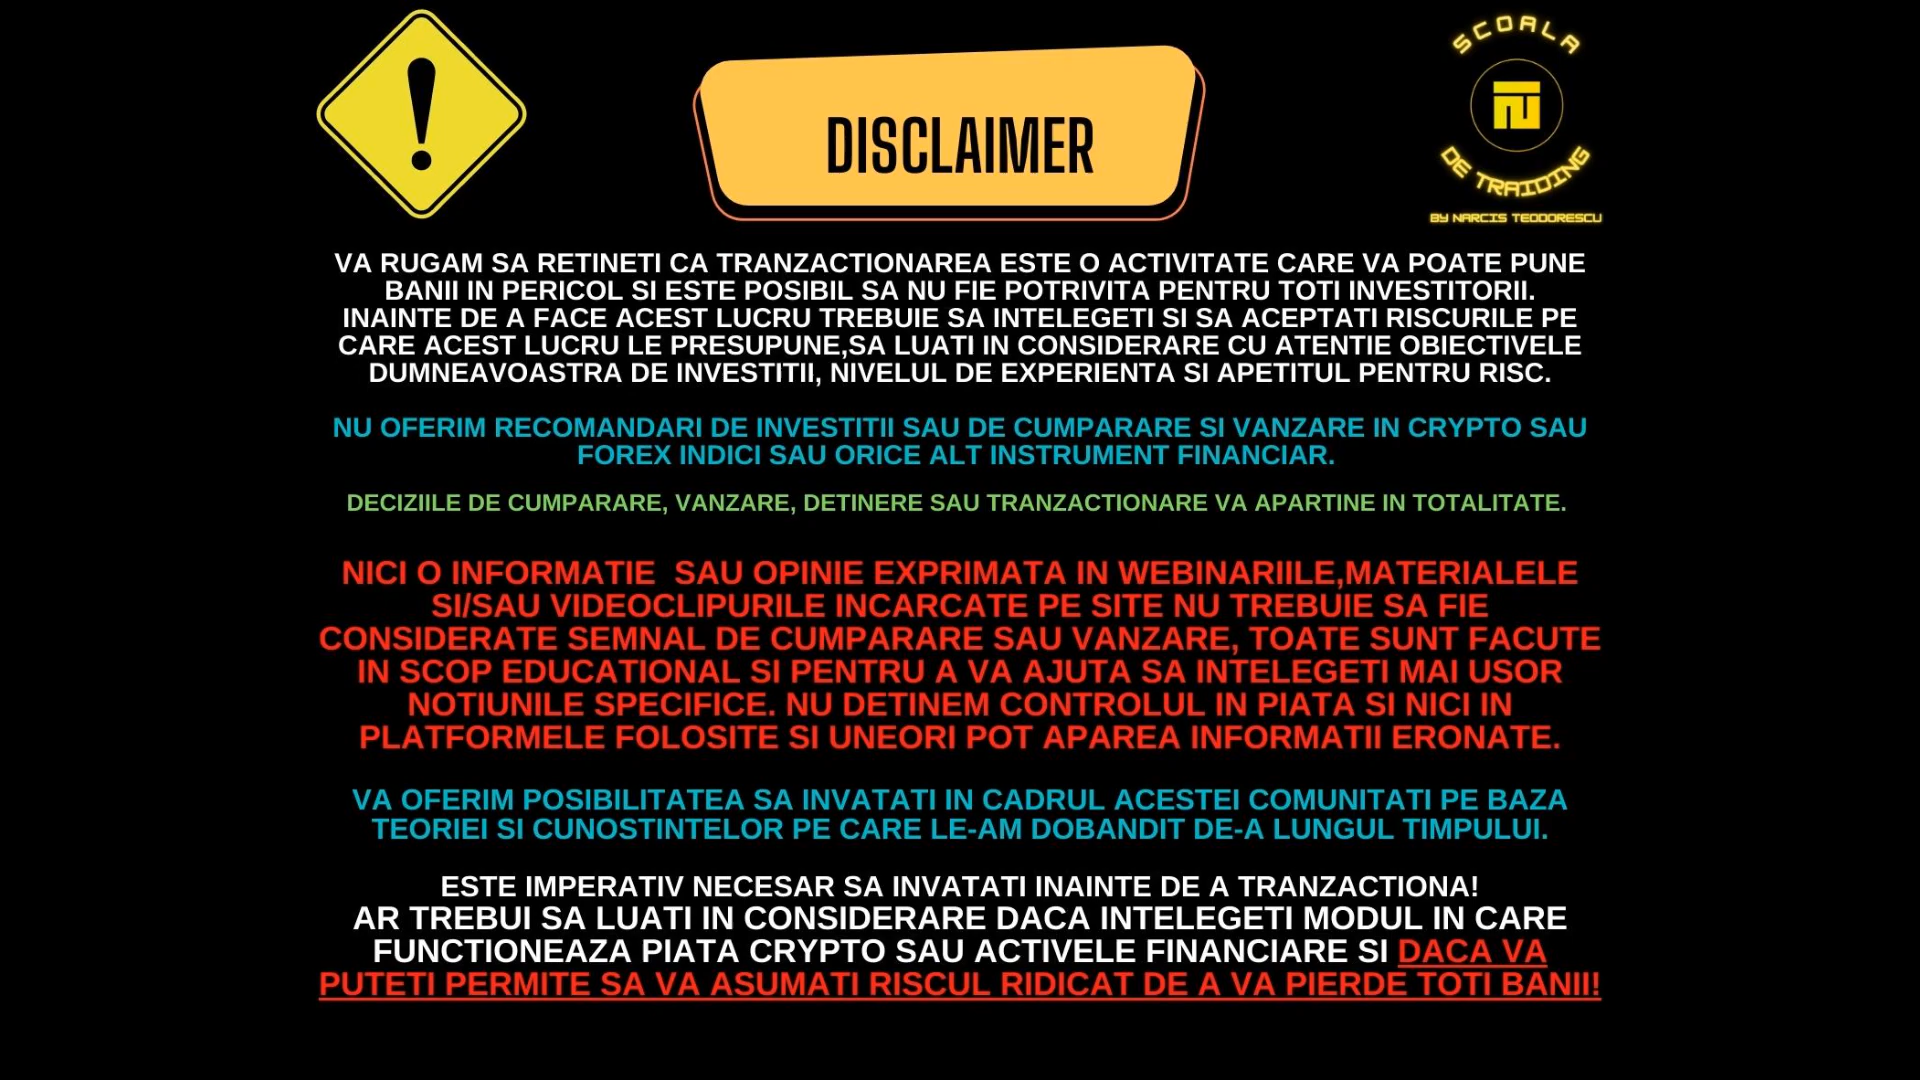 DISCLAIMER
SCOALA
DE TRAIDING
BY NARCIS TEODORESCU
VA RUGAM SA RETINETI CA TRANZACTIONAREA ESTE O ACTIVITATE CARE VA POATE PUNE
BANII IN PERICOL SI ESTE POSIBIL SA NU FIE POTRIVITA PENTRU TOTI INVESTITORII.
INAINTE DE A FACE ACEST LUCRU TREBUIE SA INTELEGETI SI SA ACEPTATI RISCURILE PE
CARE ACEST LUCRU LE PRESUPUNE,SA LUATI IN CONSIDERARE CU ATENTIE OBIECTIVELE
DUMNEAVOASTRA DE INVESTITII, NIVELUL DE EXPERIENTA SI APETITUL PENTRU RISC.
NU OFERIM RECOMANDARI DE INVESTITII SAU DE CUMPARARE SI VANZARE IN CRYPTO SAU
FOREX INDICI SAU ORICE ALT INSTRUMENT FINANCIAR.
DECIZIILE DE CUMPARARE, VANZARE, DETINERE SAU TRANZACTIONARE VA APARTINE IN TOTALITATE.
NICI O INFORMATIE  SAU OPINIE EXPRIMATA IN WEBINARIILE,MATERIALELE
SI/SAU VIDEOCLIPURILE INCARCATE PE SITE NU TREBUIE SA FIE
CONSIDERATE SEMNAL DE CUMPARARE SAU VANZARE, TOATE SUNT FACUTE
IN SCOP EDUCATIONAL SI PENTRU A VA AJUTA SA INTELEGETI MAI USOR
NOTIUNILE SPECIFICE. NU DETINEM CONTROLUL IN PIATA SI NICI IN
PLATFORMELE FOLOSITE SI UNEORI POT APAREA INFORMATII ERONATE.
VA OFERIM POSIBILITATEA SA INVATATI IN CADRUL ACESTEI COMUNITATI PE BAZA
TEORIEI SI CUNOSTINTELOR PE CARE LE-AM DOBANDIT DE-A LUNGUL TIMPULUI.
ESTE IMPERATIV NECESAR SA INVATATI INAINTE DE A TRANZACTIONA!
AR TREBUI SA LUATI IN CONSIDERARE DACA INTELEGETI MODUL IN CARE
FUNCTIONEAZA PIATA CRYPTO SAU ACTIVELE FINANCIARE SI DACA VA
PUTETI PERMITE SA VA ASUMATI RISCUL RIDICAT DE A VA PIERDE TOTI BANII!